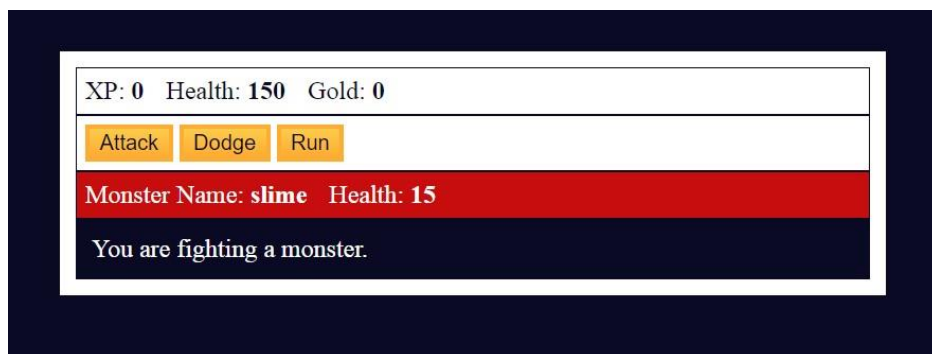 XP: 0 Health: 150 Gold: 0
Attack Dodge Run
Monster Name: slime Health: 15
You are fighting a monster.